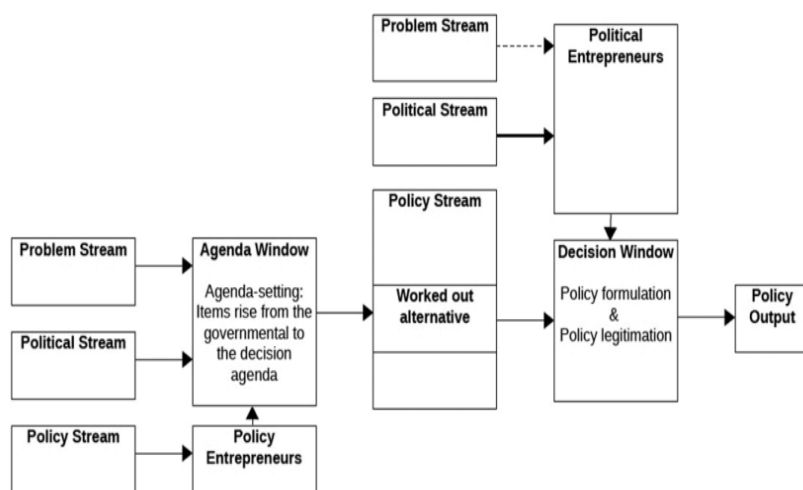 Problem Stream
Political
Entrepreneurs
Political Stream
Policy Stream
Problem Stream
Agenda Window
Agenda-setting:
Items rise from the
governmental to
the decision
agenda
Worked out
alternative
Decision Window
Policy formulation
&
Policy legitimation
Policy
Output
Political Stream
Policy Stream
Policy
Entrepreneurs